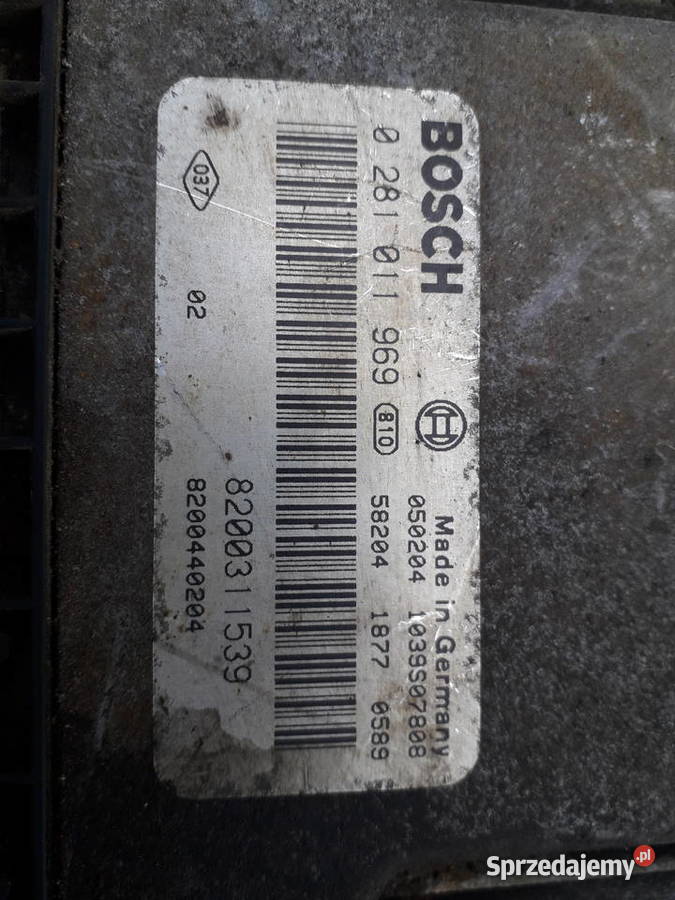 BOSCH
Made in Germany
050204 1039S07808
0 281 011 969 810 58204 1877 0589
8200311539
037 02 8200440204
Sprzedajemy.pl